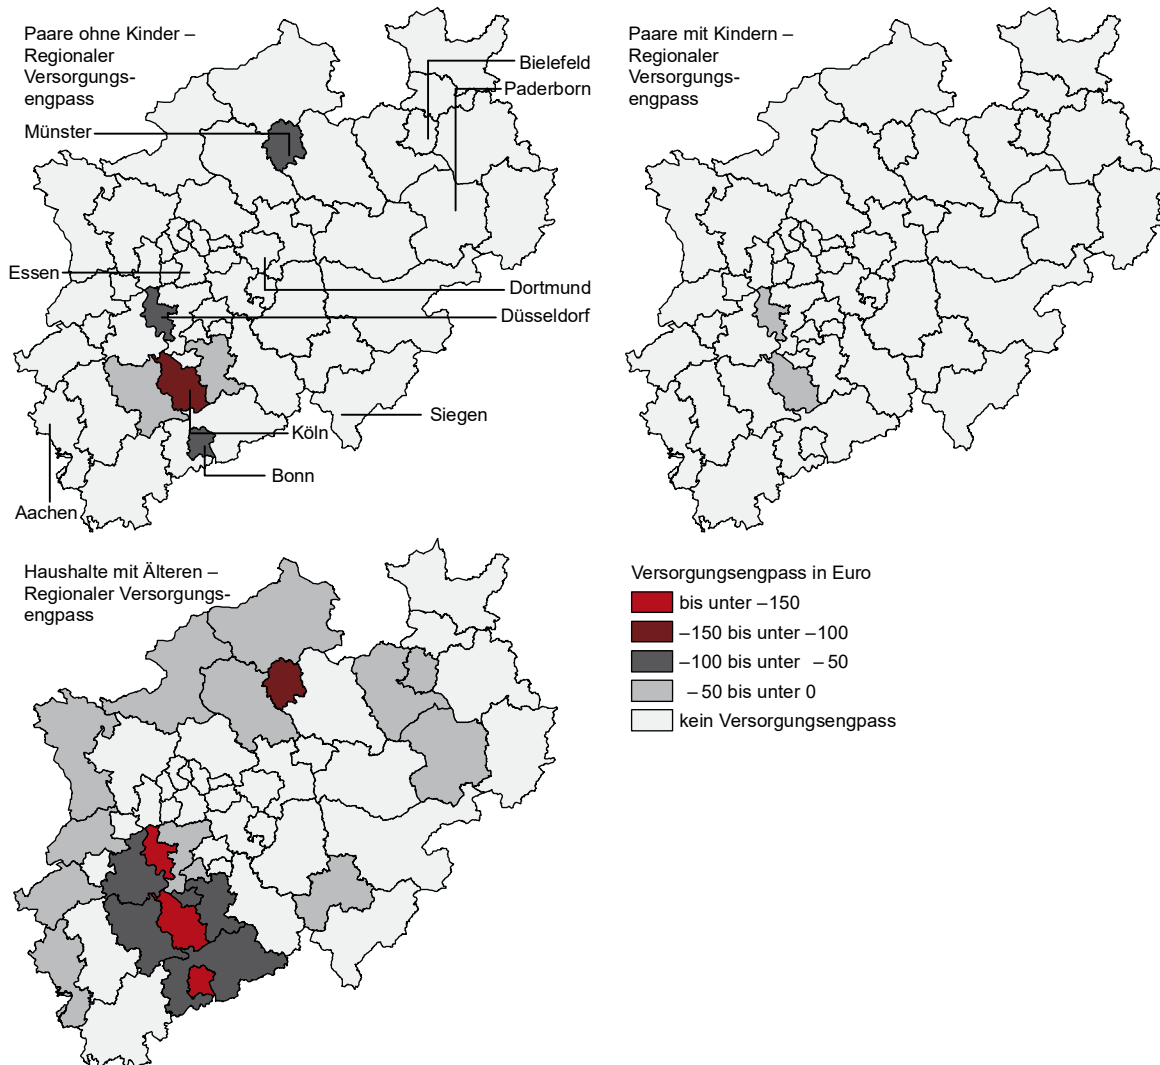 Paare ohne Kinder –
Regionaler
Versorgungs-
engpass
Bielefeld
Paderborn
Münster
Essen
Dortmund
Düsseldorf
Siegen
Köln
Bonn
Aachen
Paare mit Kindern –
Regionaler
Versorgungs-
engpass
Haushalte mit Älteren –
Regionaler Versorgungs-
engpass
Versorgungsengpass in Euro
bis unter –150
–150 bis unter –100
–100 bis unter – 50
– 50 bis unter 0
kein Versorgungsengpass